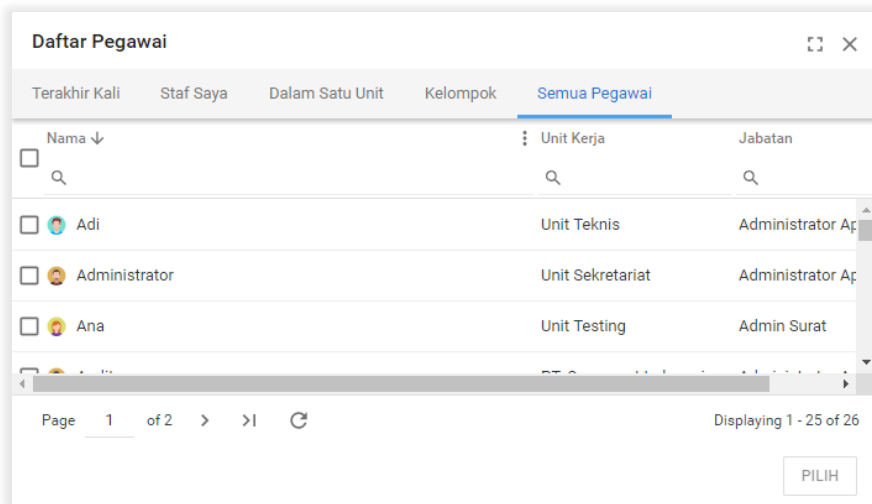 Daftar Pegawai
Terakhir Kali Staf Saya Dalam Satu Unit Kelompok Semua Pegawai
Nama Unit Kerja Jabatan
Adi Unit Teknis Administrator Ap
Administrator Unit Sekretariat Administrator Ap
Ana Unit Testing Admin Surat
Page 1 of 2 Displaying 1 - 25 of 26
PILIH